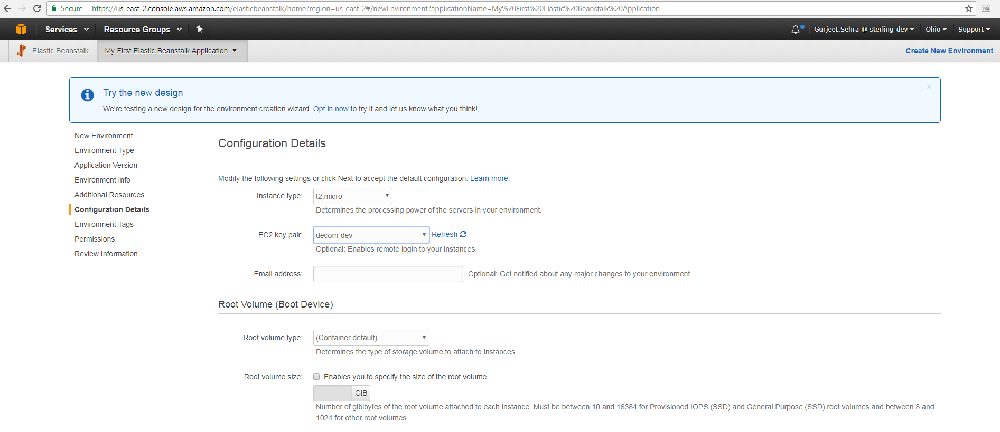 Secure https://us-east-2.console.aws.amazon.com/elasticbeanstalk/home?region=us-east-2#/newEnvironment?applicationName=My%20First%20Elastic%20Beanstalk%20Application
Services Resource Groups Gurjeet.Sehra @ sterling-dev Ohio Support
Elastic Beanstalk My First Elastic Beanstalk Application Create New Environment
Try the new design
We're testing a new design for the environment creation wizard. Opt in now to try it and let us know what you think!
New Environment
Environment Type
Application Version
Environment Info
Additional Resources
Configuration Details
Environment Tags
Permissions
Review Information
Configuration Details
Modify the following settings or click Next to accept the default configuration. Learn more.
Instance type: t2.micro
Determines the processing power of the servers in your environment.
EC2 key pair: decom-dev Refresh
Optional: Enables remote login to your instances.
Email address: Optional: Get notified about any major changes to your environment.
Root Volume (Boot Device)
Root volume type: (Container default)
Determines the type of storage volume to attach to instances.
Root volume size: Enables you to specify the size of the root volume.
GiB
Number of gibibytes of the root volume attached to each instance. Must be between 10 and 16384 for Provisioned IOPS (SSD) and General Purpose (SSD) root volumes and between 8 and
1024 for other root volumes.